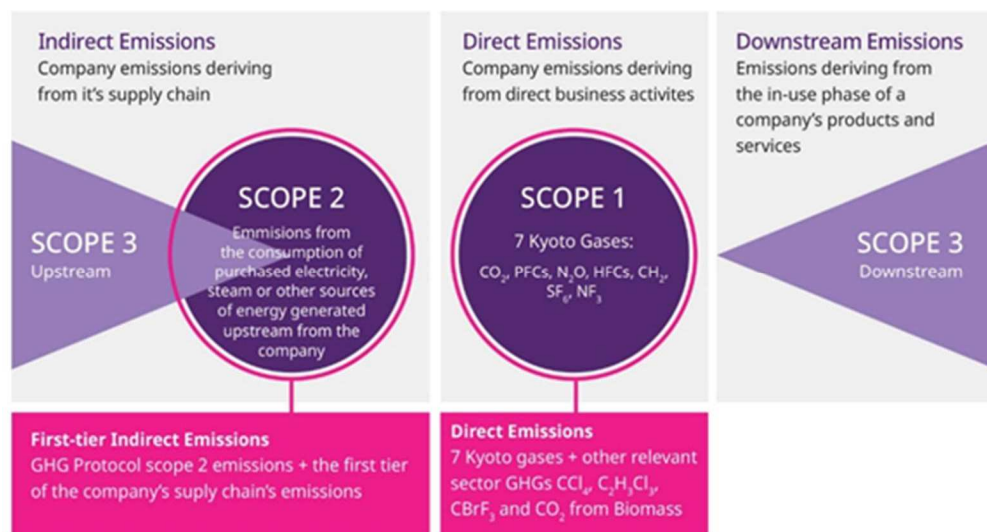 Indirect Emissions
Company emissions deriving
from it's supply chain
SCOPE 3
Upstream
SCOPE 2
Emmisions from
the consumption of
purchased electricity,
steam or other sources
of energy generated
upstream from the
company
First-tier Indirect Emissions
GHG Protocol scope 2 emissions + the first tier
of the company's suply chain's emissions
Direct Emissions
Company emissions deriving
from direct business activites
SCOPE 1
7 Kyoto Gases:
CO₂, PFCs, N₂O, HFCs, CH₂,
SF₆, NF₃
Direct Emissions
7 Kyoto gases + other relevant
sector GHGs CCl₄, C₂H₃Cl₃,
CBrF₃ and CO₂ from Biomass
Downstream Emissions
Emissions deriving from
the in-use phase of a
company's products and
services
SCOPE 3
Downstream